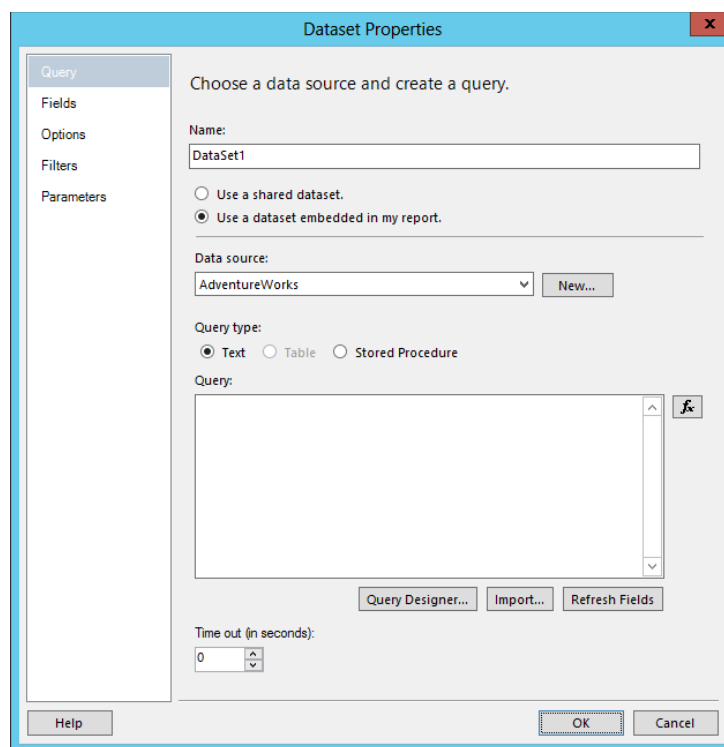 Dataset Properties
x
Query
Fields
Options
Filters
Parameters
Choose a data source and create a query.
Name:
DataSet1
Use a shared dataset.
Use a dataset embedded in my report.
Data source:
AdventureWorks
New...
Query type:
Text Table Stored Procedure
Query:
fx
Query Designer... Import... Refresh Fields
Time out (in seconds):
0
Help OK Cancel